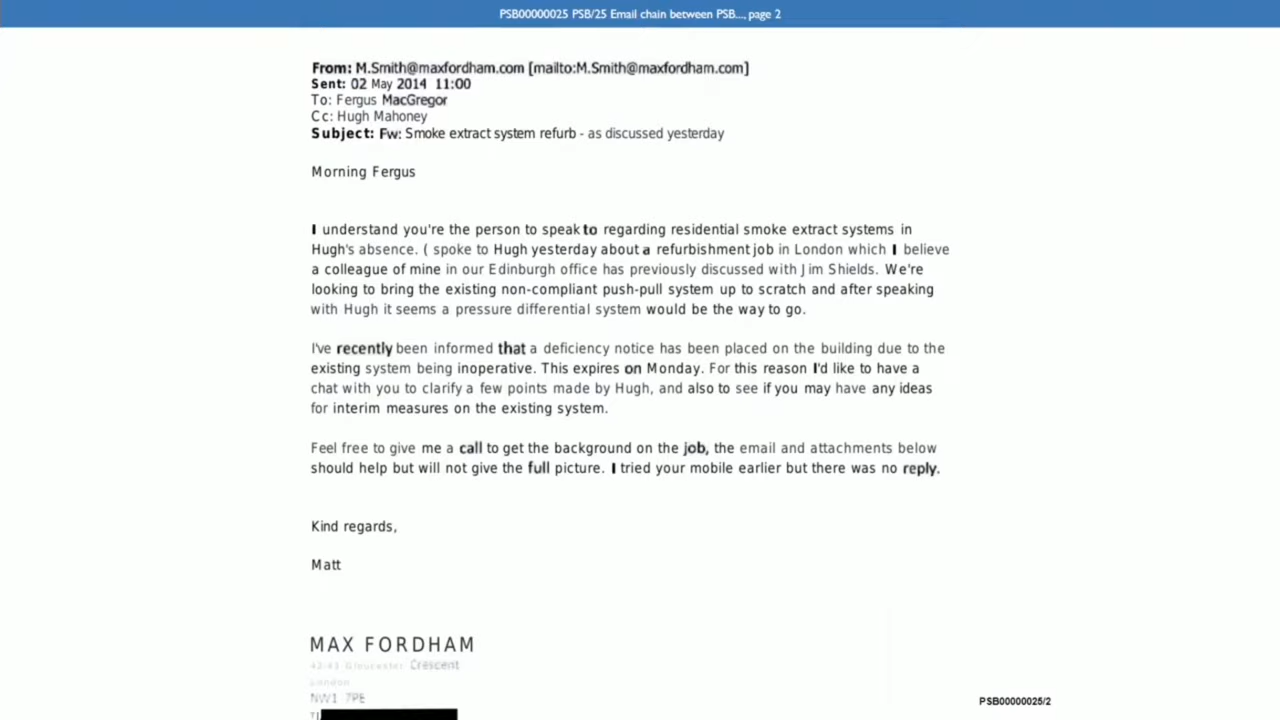 PSB00000025 PSB/25 Email chain between PSB..., page 2
From: M.Smith@maxfordham.com [mailto:M.Smith@maxfordham.com]
Sent: 02 May 2014 11:00
To: Fergus MacGregor
Cc: Hugh Mahoney
Subject: Fw: Smoke extract system refurb - as discussed yesterday
Morning Fergus
I understand you're the person to speak to regarding residential smoke extract systems in
Hugh's absence. ( spoke to Hugh yesterday about a refurbishment job in London which I believe
a colleague of mine in our Edinburgh office has previously discussed with Jim Shields. We're
looking to bring the existing non-compliant push-pull system up to scratch and after speaking
with Hugh it seems a pressure differential system would be the way to go.
I've recently been informed that a deficiency notice has been placed on the building due to the
existing system being inoperative. This expires on Monday. For this reason I'd like to have a
chat with you to clarify a few points made by Hugh, and also to see if you may have any ideas
for interim measures on the existing system.
Feel free to give me a call to get the background on the job, the email and attachments below
should help but will not give the full picture. I tried your mobile earlier but there was no reply.
Kind regards,
Matt
MAX FORDHAM
Gloucester Crescent
London
NW1 7PE
PSB00000025/2